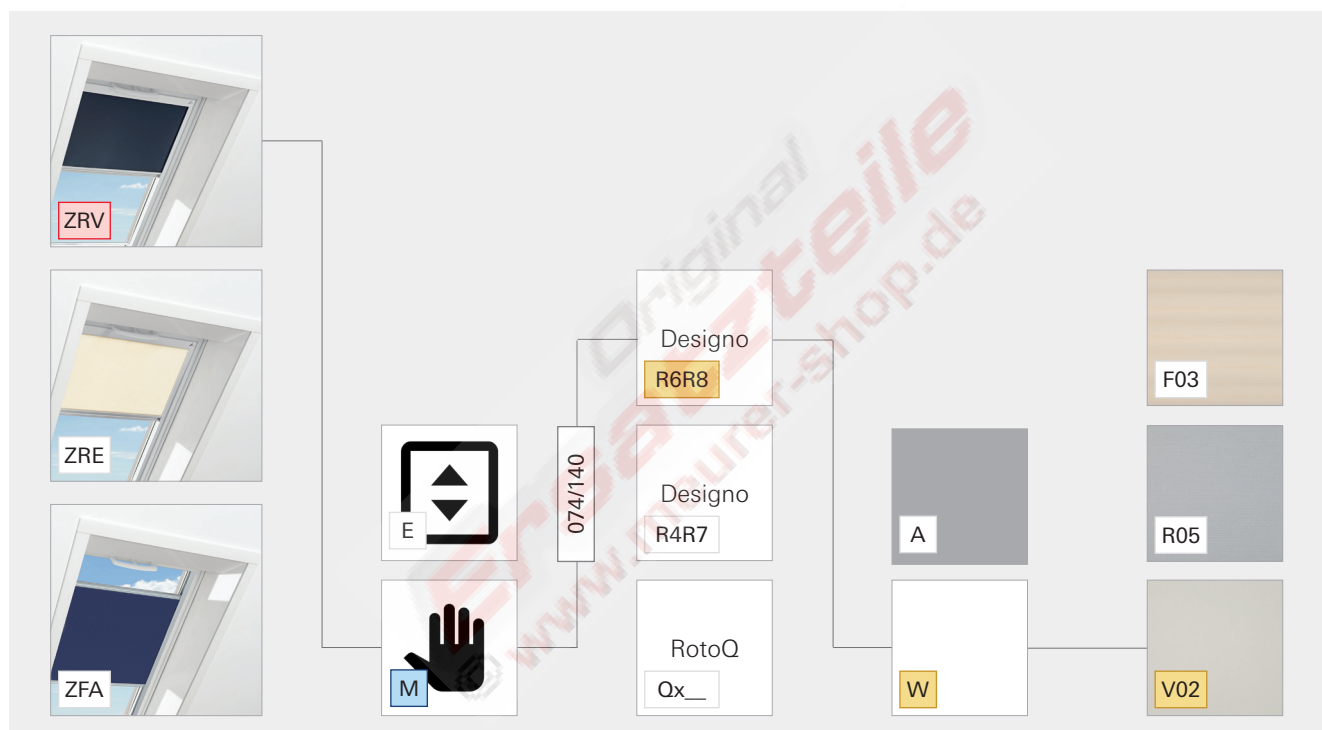 ZRV
ZRE
ZFA
E
M
074/140
Designo
R6R8
Designo
R4R7
RotoQ
Qx__
A
W
F03
R05
V02
Original
Ersatzteile
© www.meurer-shop.de